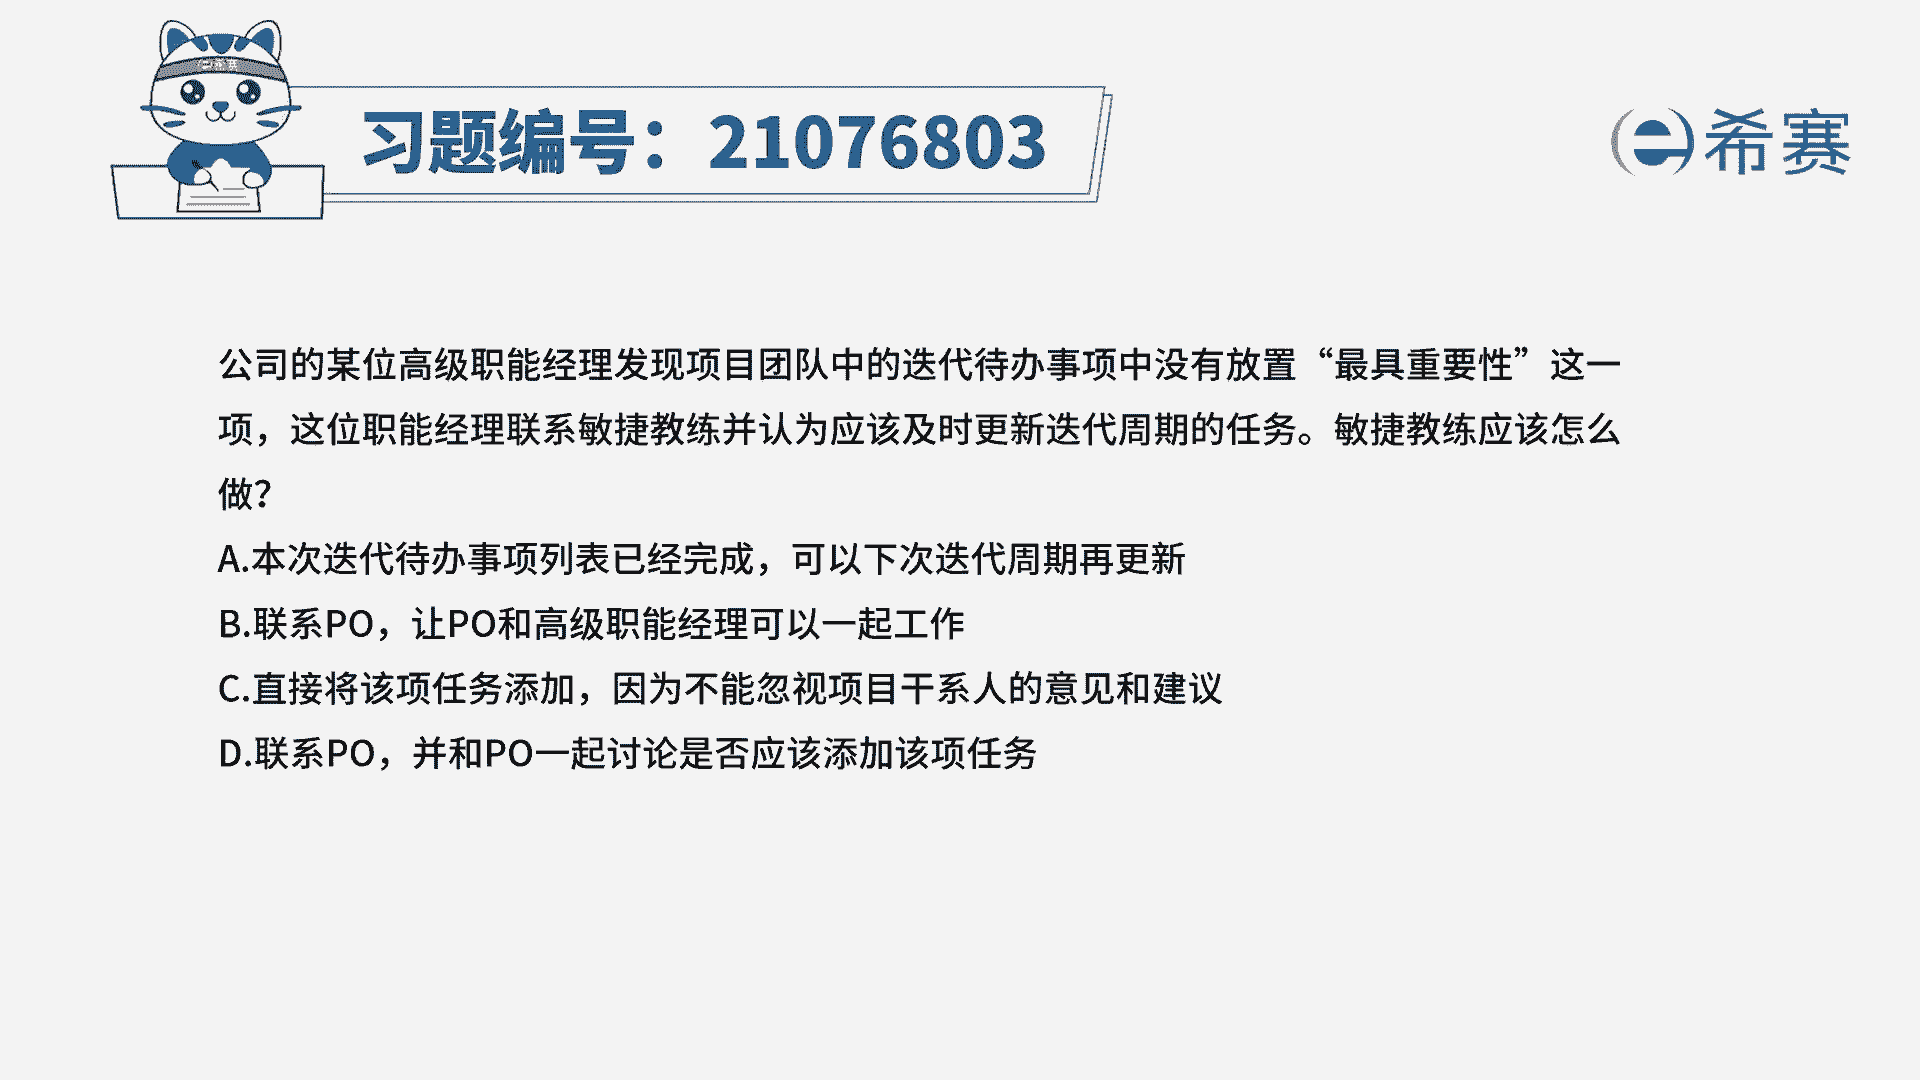 习题编号：21076803
希赛
公司的某位高级职能经理发现项目团队中的迭代待办事项中没有放置“最具重要性”这一
项，这位职能经理联系敏捷教练并认为应该及时更新迭代周期的任务。敏捷教练应该怎么
做？
A.本次迭代待办事项列表已经完成，可以下次迭代周期再更新
B.联系PO，让PO和高级职能经理可以一起工作
C.直接将该项任务添加，因为不能忽视项目干系人的意见和建议
D.联系PO，并和PO一起讨论是否应该添加该项任务